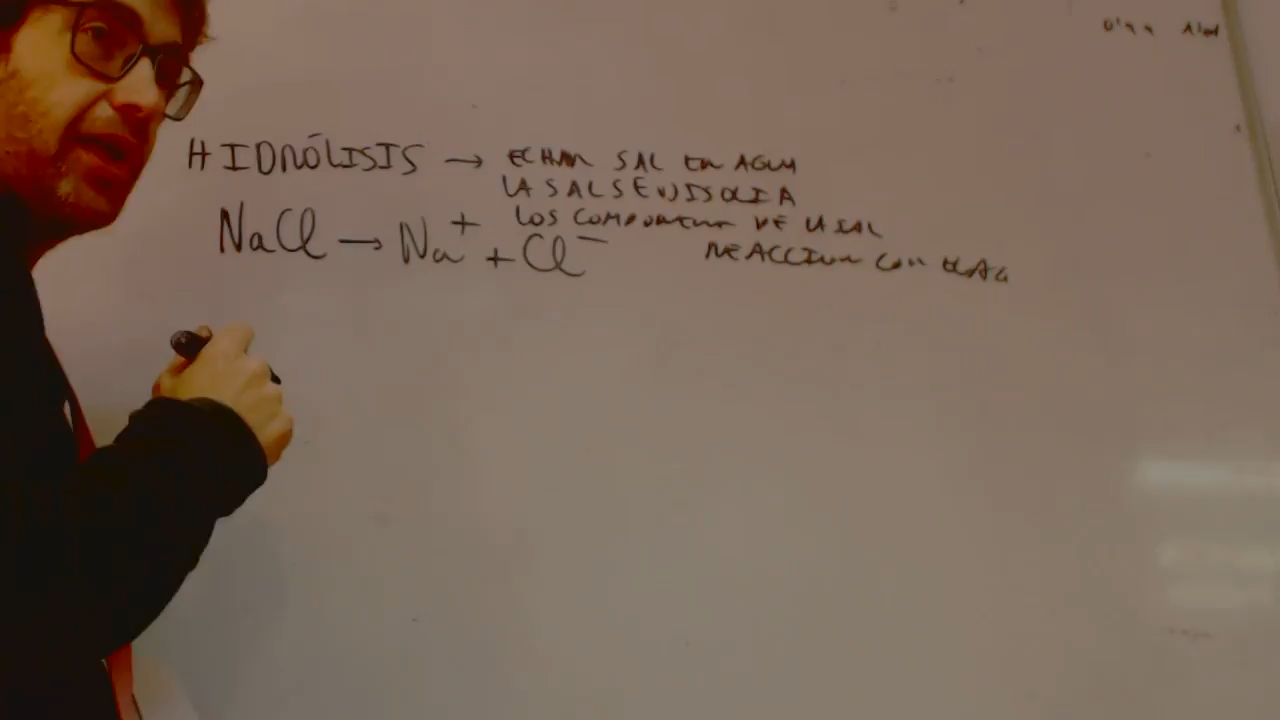 HIDRÓLISIS → ECHAR SAL EN AGUA
LA SAL SE DISOCIA
LOS COMPONENTES DE LA SAL
NaCl → Na⁺ + Cl⁻
REACCIONAN CON EL AG